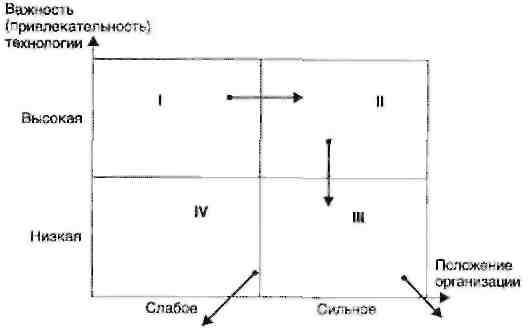 Важность
(привлекательность)
технологии
I
II
Высокая
IV
III
Низкая
Положение
организации
Слабое
Сильное